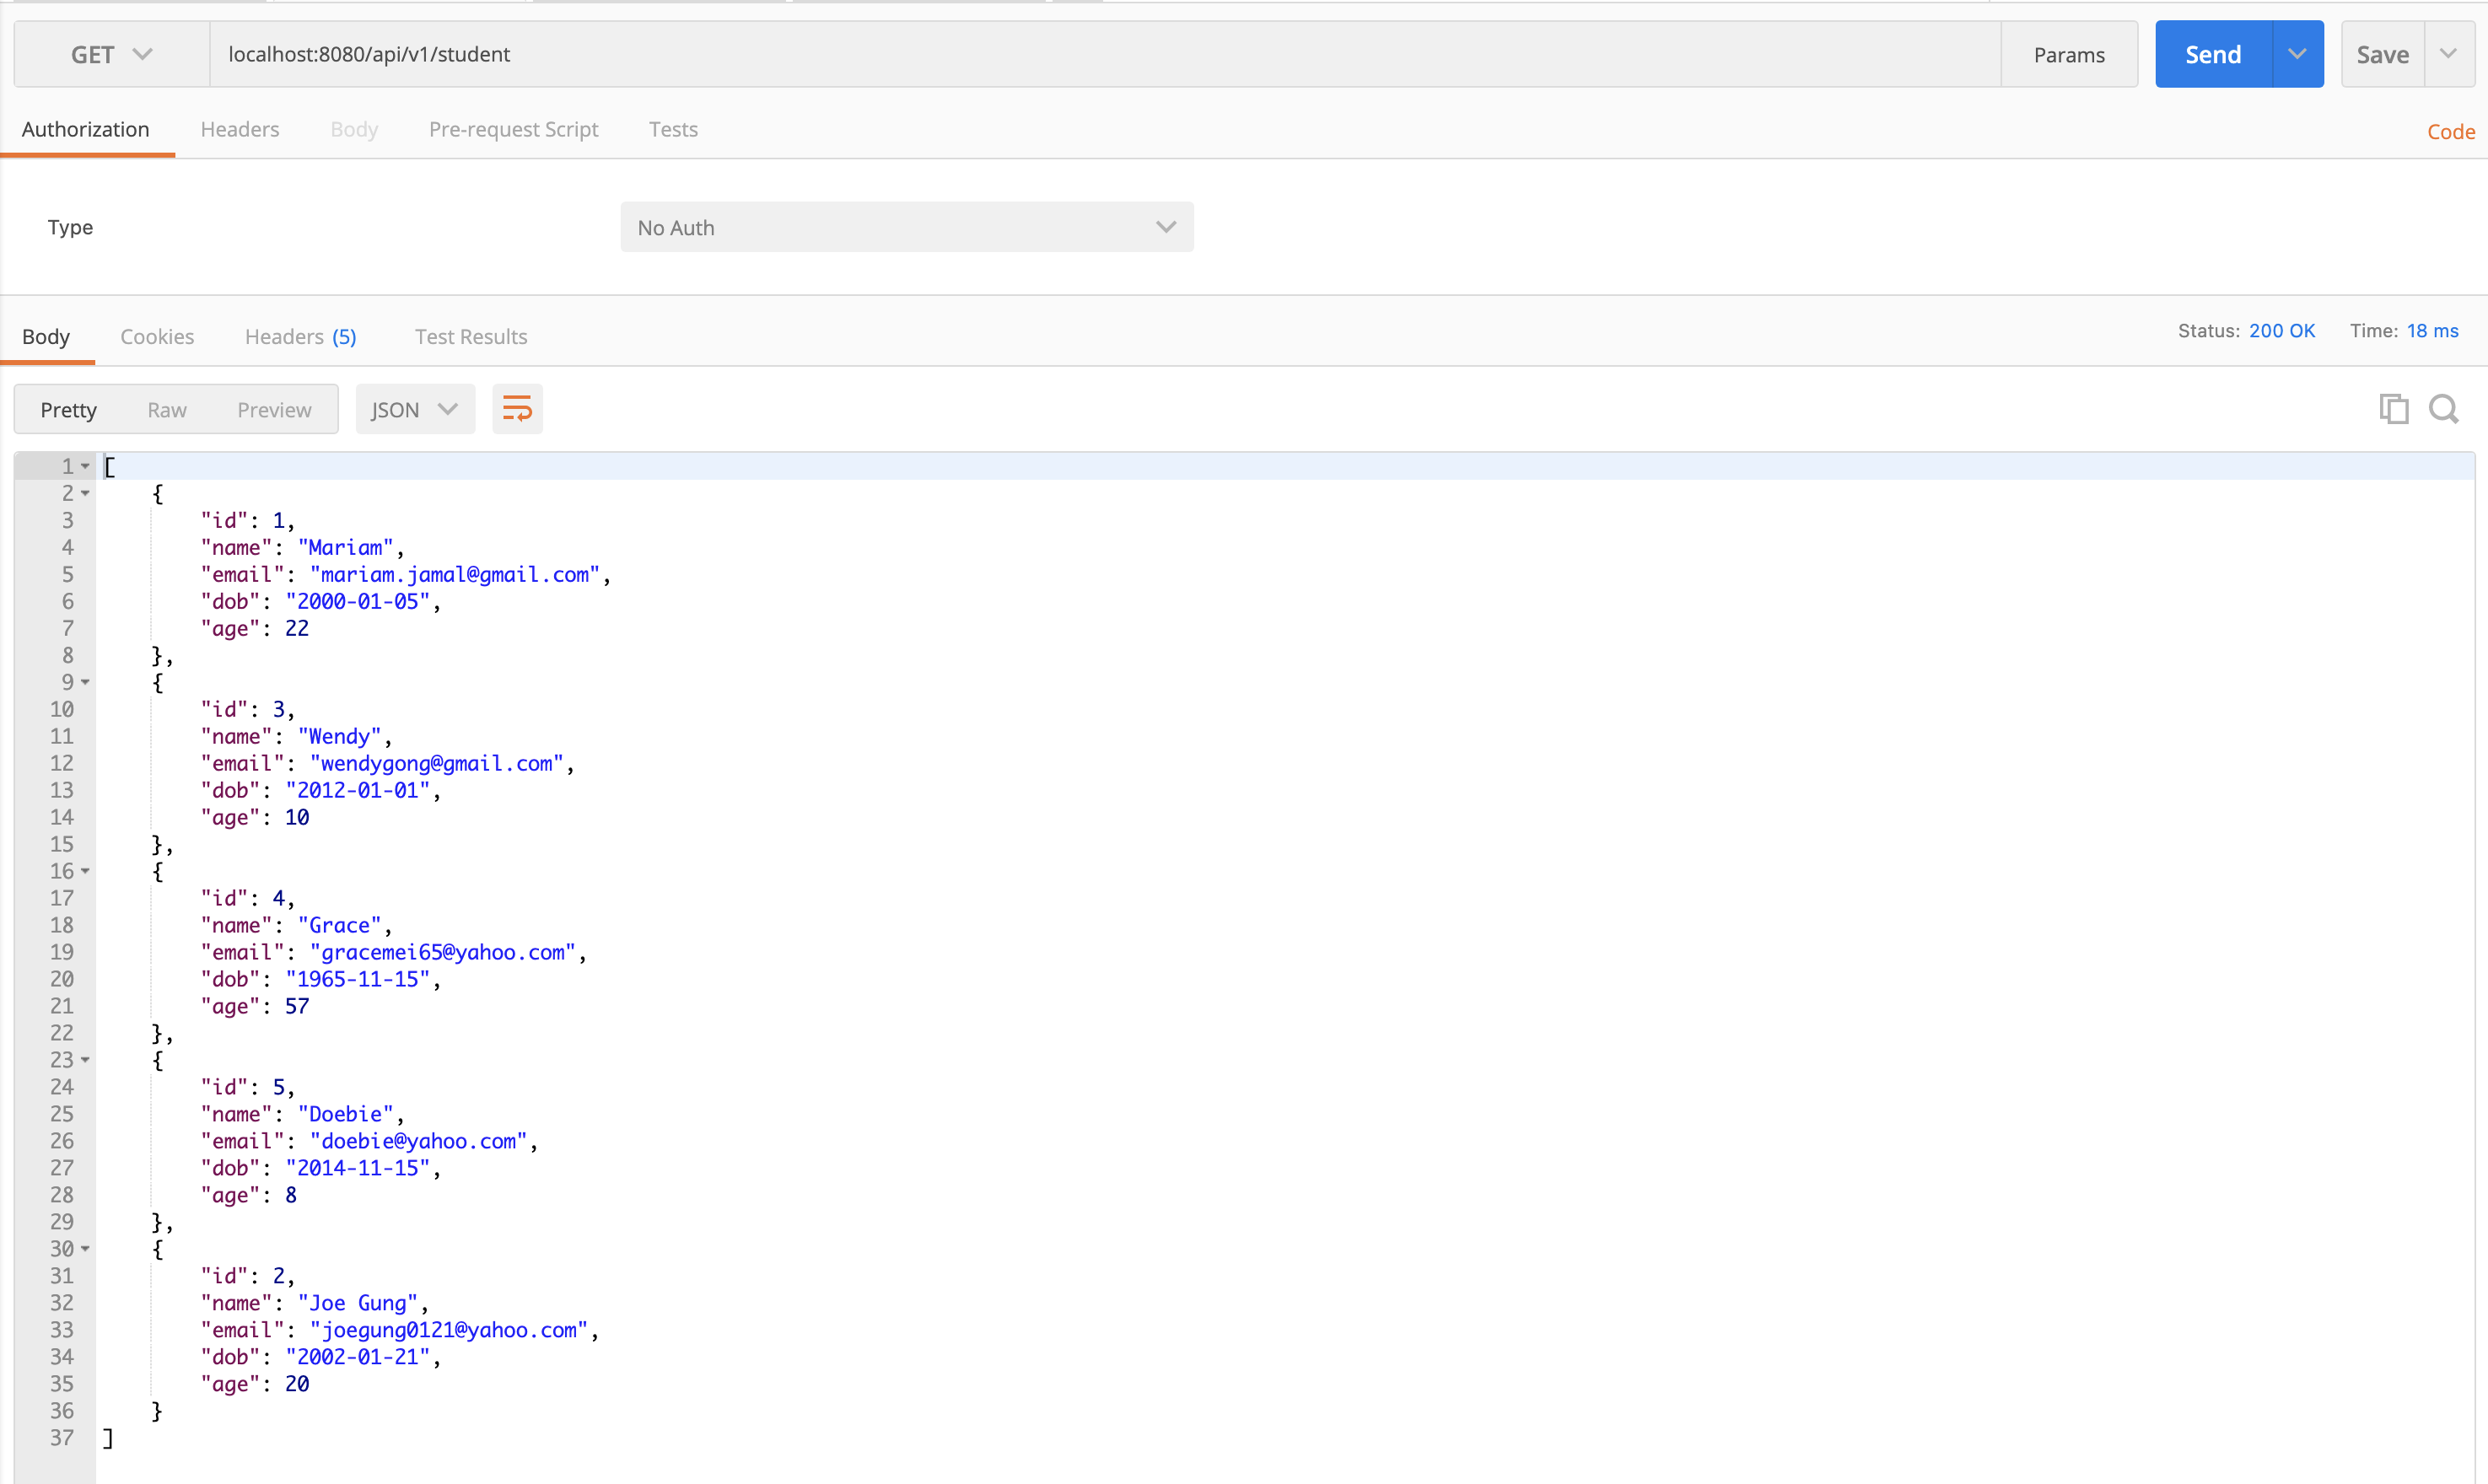 GET localhost:8080/api/v1/student Params Send Save
Authorization Headers Body Pre-request Script Tests Code
Type No Auth
Body Cookies Headers (5) Test Results Status: 200 OK Time: 18 ms
Pretty Raw Preview JSON
1 [
2 {
3 "id": 1,
4 "name": "Mariam",
5 "email": "mariam.jamal@gmail.com",
6 "dob": "2000-01-05",
7 "age": 22
8 },
9 {
10 "id": 3,
11 "name": "Wendy",
12 "email": "wendygong@gmail.com",
13 "dob": "2012-01-01",
14 "age": 10
15 },
16 {
17 "id": 4,
18 "name": "Grace",
19 "email": "gracemei65@yahoo.com",
20 "dob": "1965-11-15",
21 "age": 57
22 },
23 {
24 "id": 5,
25 "name": "Doebie",
26 "email": "doebie@yahoo.com",
27 "dob": "2014-11-15",
28 "age": 8
29 },
30 {
31 "id": 2,
32 "name": "Joe Gung",
33 "email": "joegung0121@yahoo.com",
34 "dob": "2002-01-21",
35 "age": 20
36 }
37 ]